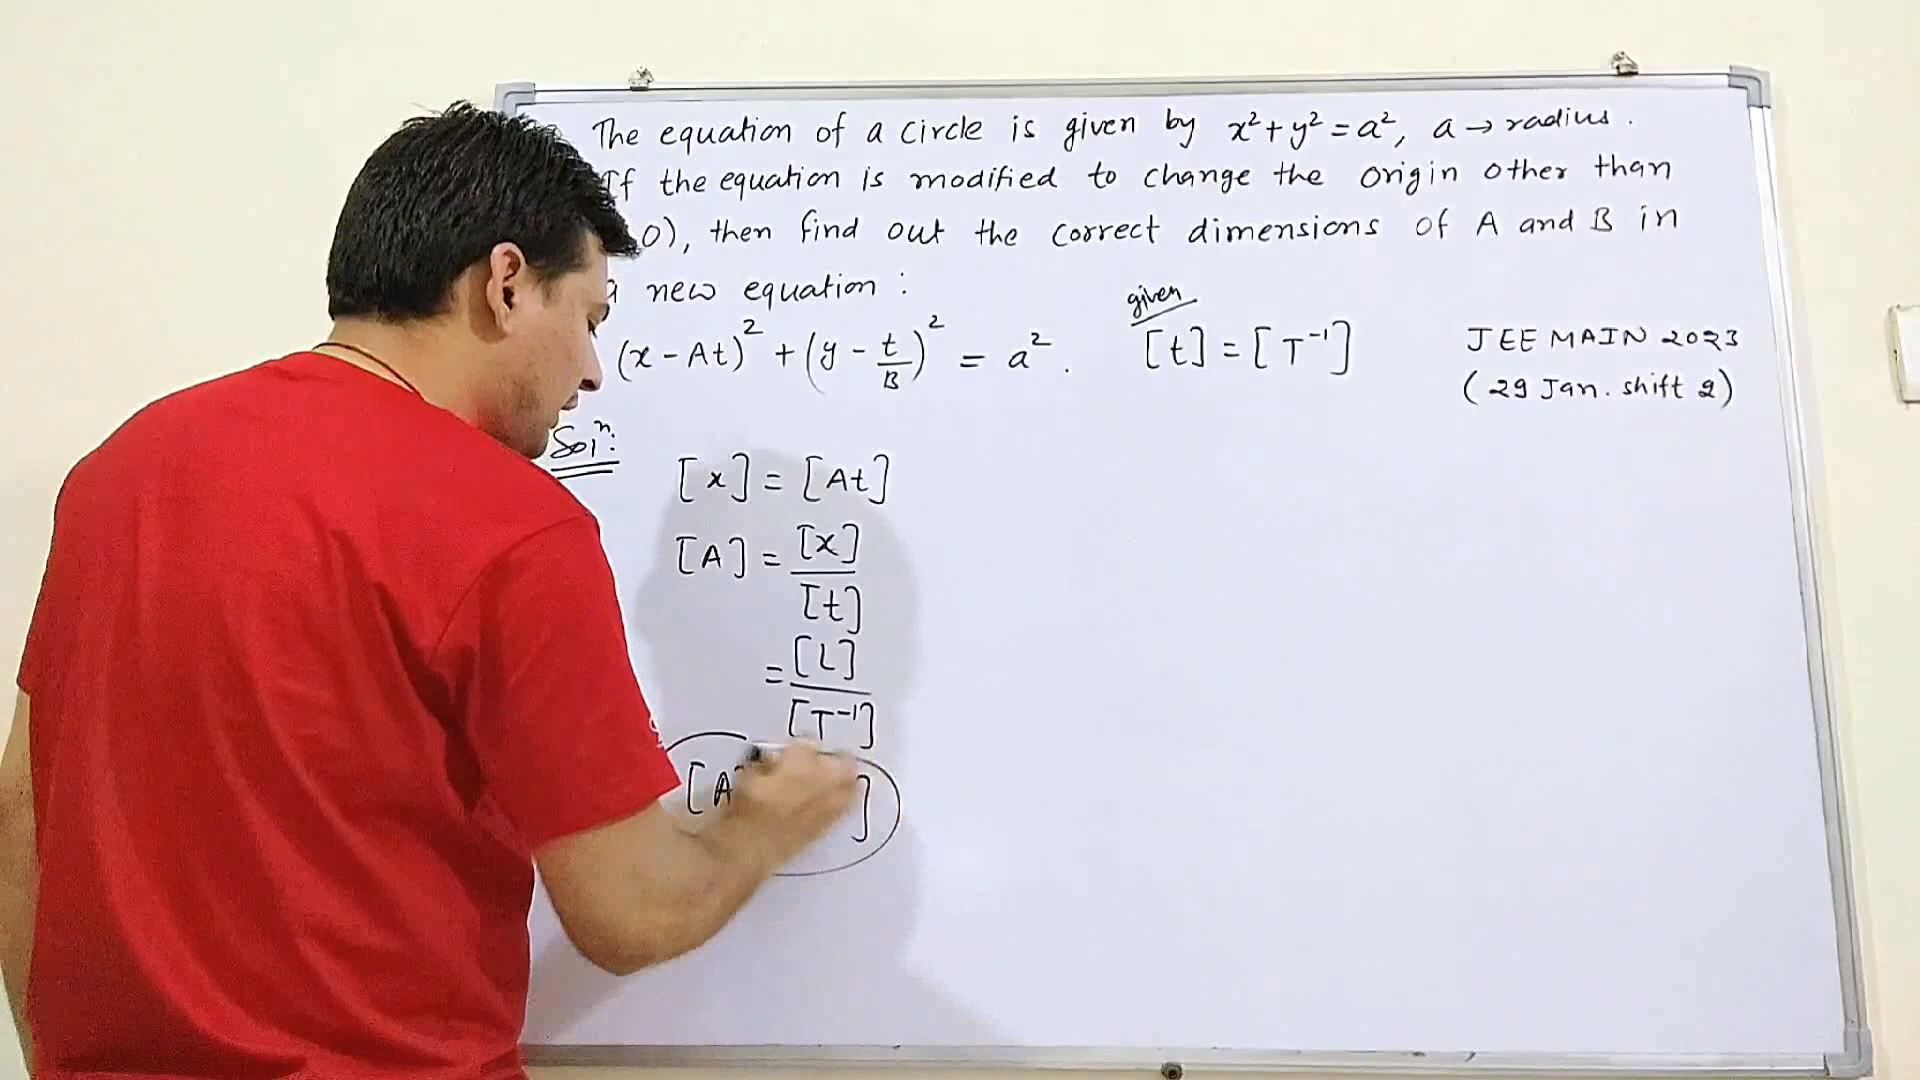 The equation of a circle is given by x²+y²=a², a→radius.
If the equation is modified to change the origin other than
0), then find out the correct dimensions of A and B in
new equation:
(x-At)² + (y - t/B)² = a².
given
[t] = [T⁻¹]
JEE MAIN 2023
(29 Jan. shift 2)
Solⁿ:
[x] = [At]
[A] = [x]/[t]
= [L]/[T⁻¹]
[A
]